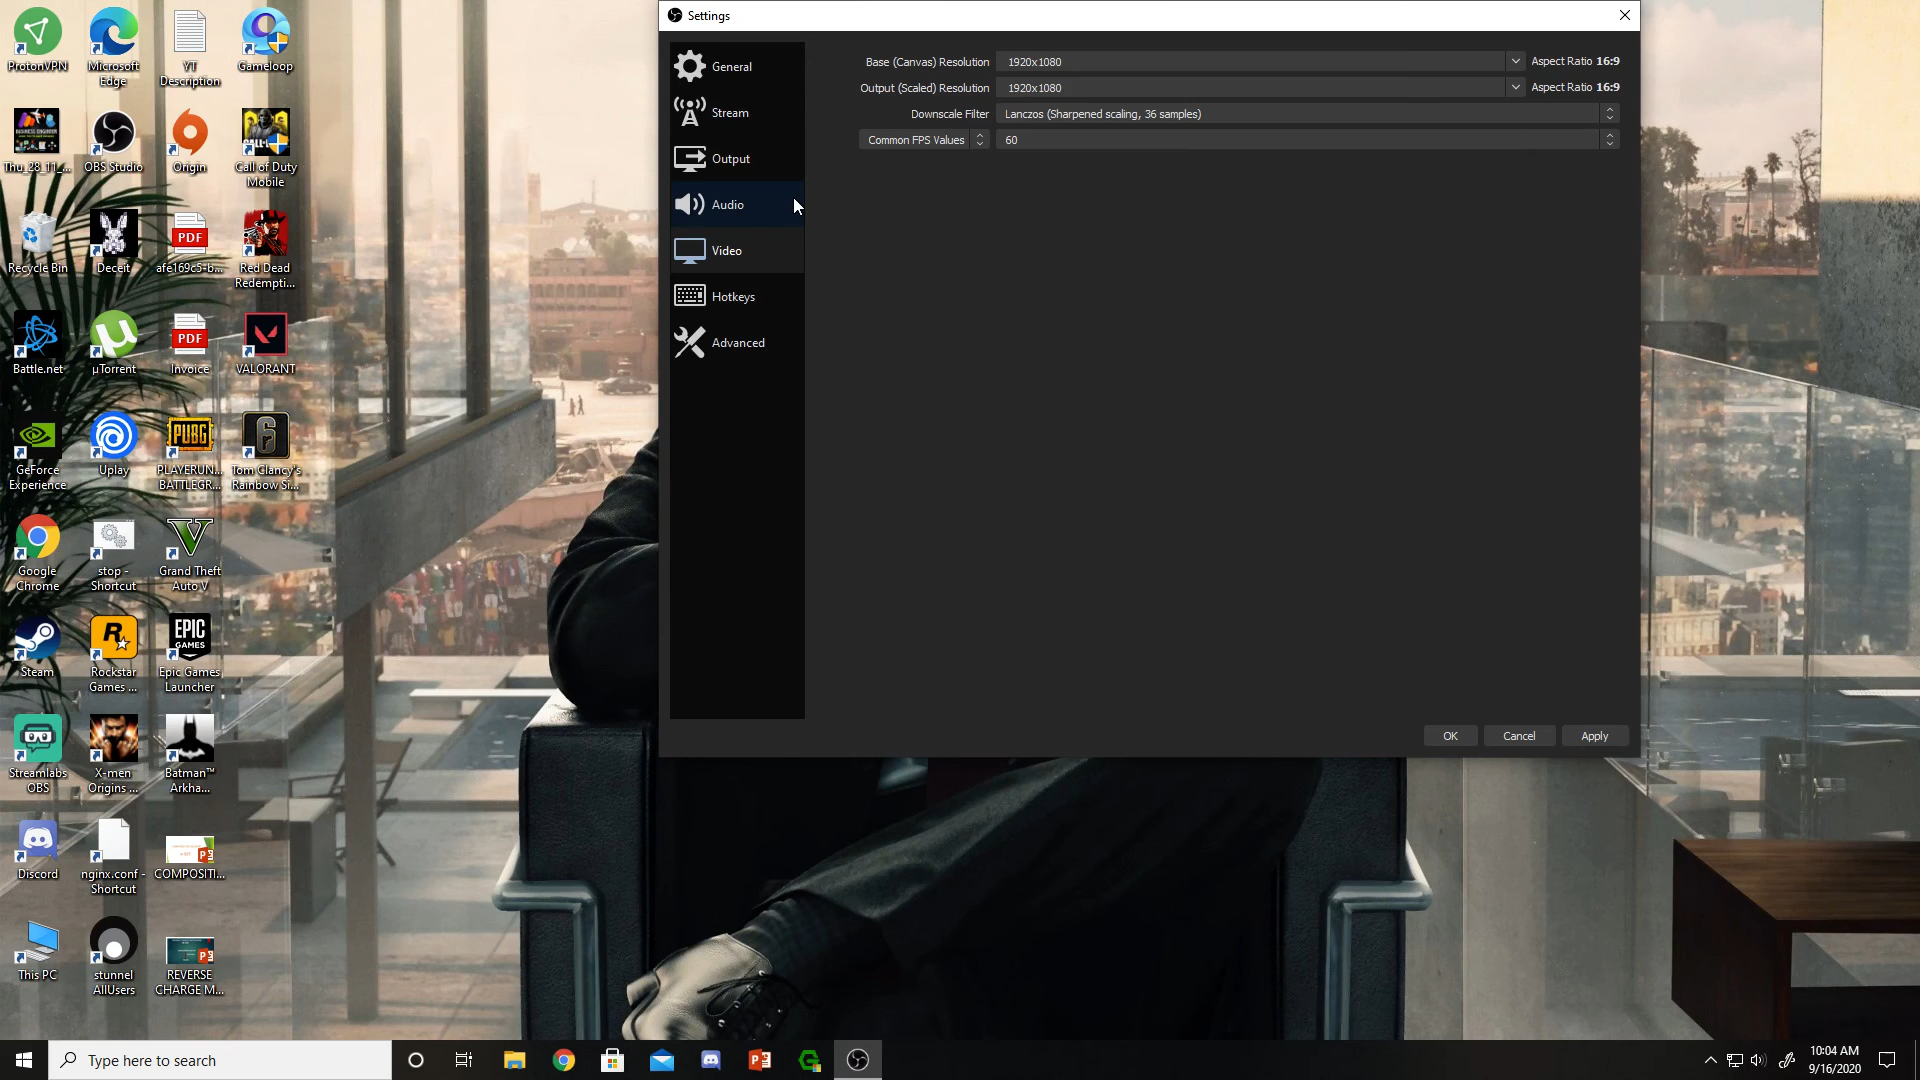 ProtonVPN
Microsoft
Edge
YT
Description
Gameloop
Thu_28_11_...
OBS Studio
Origin
Call of Duty
Mobile
Recycle Bin
Deceit
PDF
afe169c5-b...
Red Dead
Redempti...
Battle.net
µTorrent
PDF
Invoice
VALORANT
GeForce
Experience
Uplay
PUBG
PLAYERUN...
BATTLEGR...
Tom Clancy's
Rainbow Si...
Google
Chrome
stop -
Shortcut
Grand Theft
Auto V
Steam
Rockstar
Games ...
EPIC
GAMES
Epic Games
Launcher
Streamlabs
OBS
X-men
Origins ...
Batman™
Arkha...
Discord
nginx.conf -
Shortcut
COMPOSITI...
This PC
stunnel
AllUsers
REVERSE
CHARGE M...
Settings
General
Stream
Output
Audio
Video
Hotkeys
Advanced
Base (Canvas) Resolution 1920x1080 Aspect Ratio 16:9
Output (Scaled) Resolution 1920x1080 Aspect Ratio 16:9
Downscale Filter Lanczos (Sharpened scaling, 36 samples)
Common FPS Values 60
OK Cancel Apply
Type here to search
10:04 AM
9/16/2020